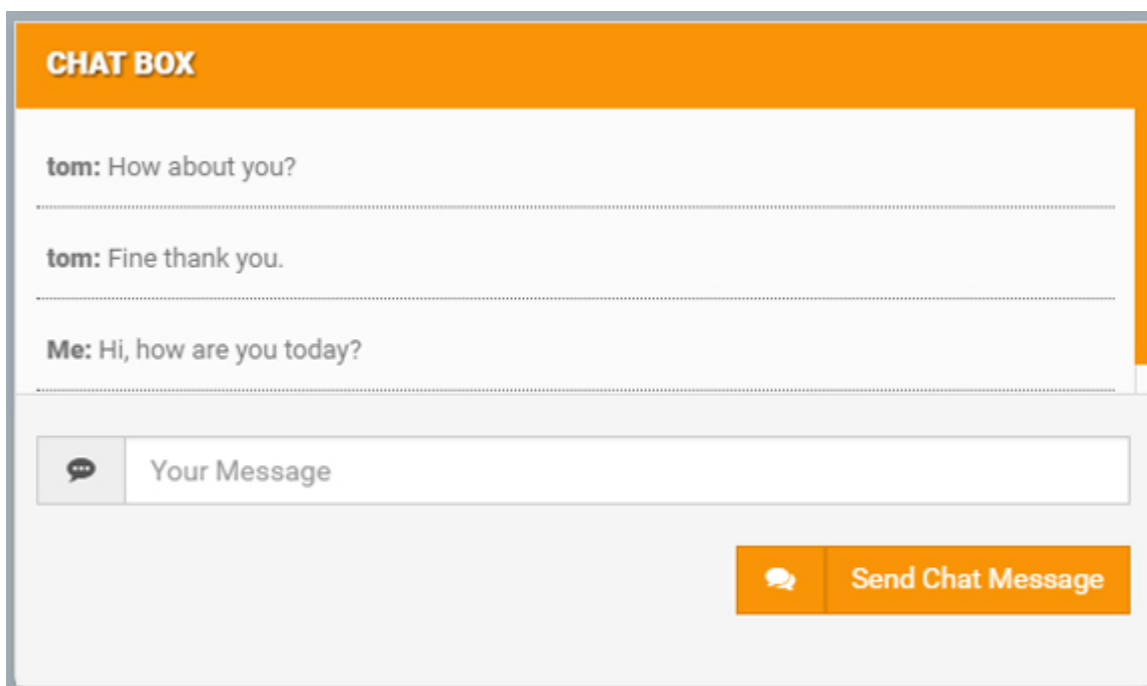 CHAT BOX
tom: How about you?
tom: Fine thank you.
Me: Hi, how are you today?
Your Message
Send Chat Message